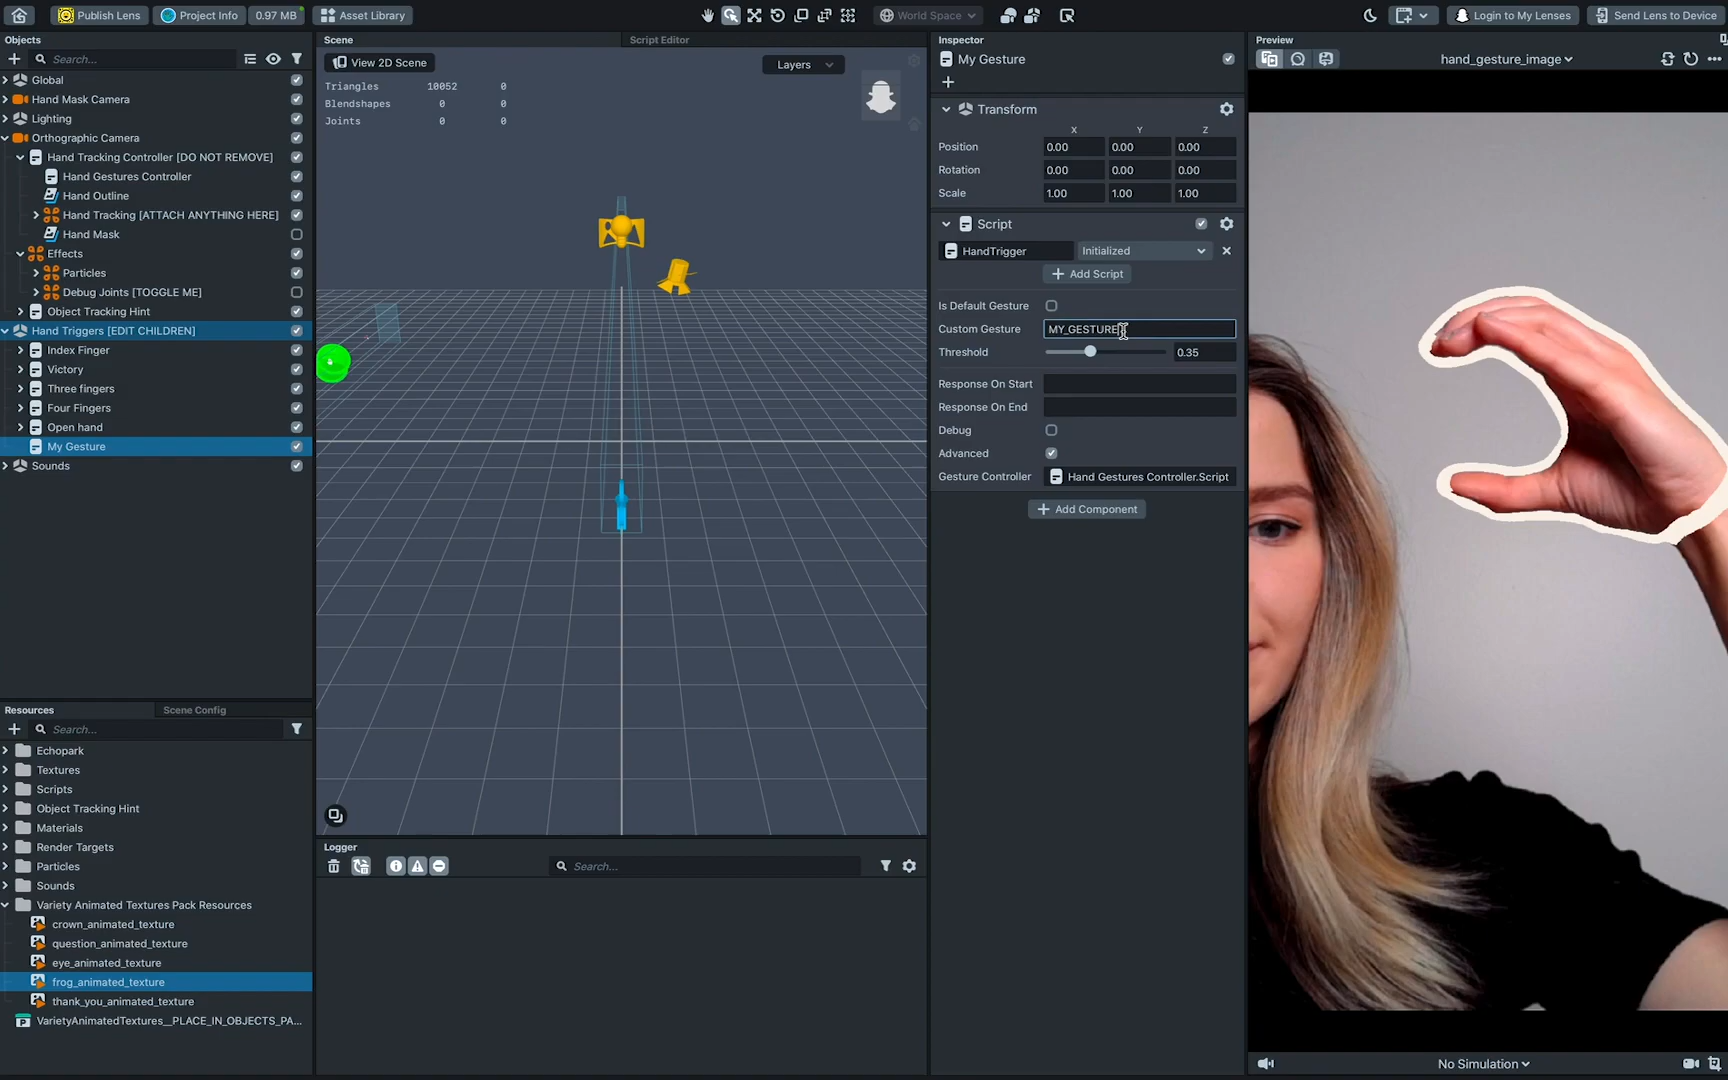 Publish Lens
Project Info
0.97 MB
Asset Library
World Space
Login to My Lenses
Send Lens to Device
Objects
Search...
Global
Hand Mask Camera
Lighting
Orthographic Camera
Hand Tracking Controller [DO NOT REMOVE]
Hand Gestures Controller
Hand Outline
Hand Tracking [ATTACH ANYTHING HERE]
Hand Mask
Effects
Particles
Debug Joints [TOGGLE ME]
Object Tracking Hint
Hand Triggers [EDIT CHILDREN]
Index Finger
Victory
Three fingers
Four Fingers
Open hand
My Gesture
Sounds
Resources
Scene Config
Search...
Echopark
Textures
Scripts
Object Tracking Hint
Materials
Render Targets
Particles
Sounds
Variety Animated Textures Pack Resources
crown_animated_texture
question_animated_texture
eye_animated_texture
frog_animated_texture
thank_you_animated_texture
VarietyAnimatedTextures__PLACE_IN_OBJECTS_PA...
Scene
Script Editor
View 2D Scene
Layers
Triangles 10052 0
Blendshapes 0 0
Joints 0 0
Logger
Search...
Inspector
My Gesture
Transform
X Y Z
Position 0.00 0.00 0.00
Rotation 0.00 0.00 0.00
Scale 1.00 1.00 1.00
Script
HandTrigger
Initialized
Add Script
Is Default Gesture
Custom Gesture MY_GESTURE
Threshold 0.35
Response On Start
Response On End
Debug
Advanced
Gesture Controller Hand Gestures Controller.Script
Add Component
Preview
hand_gesture_image
No Simulation